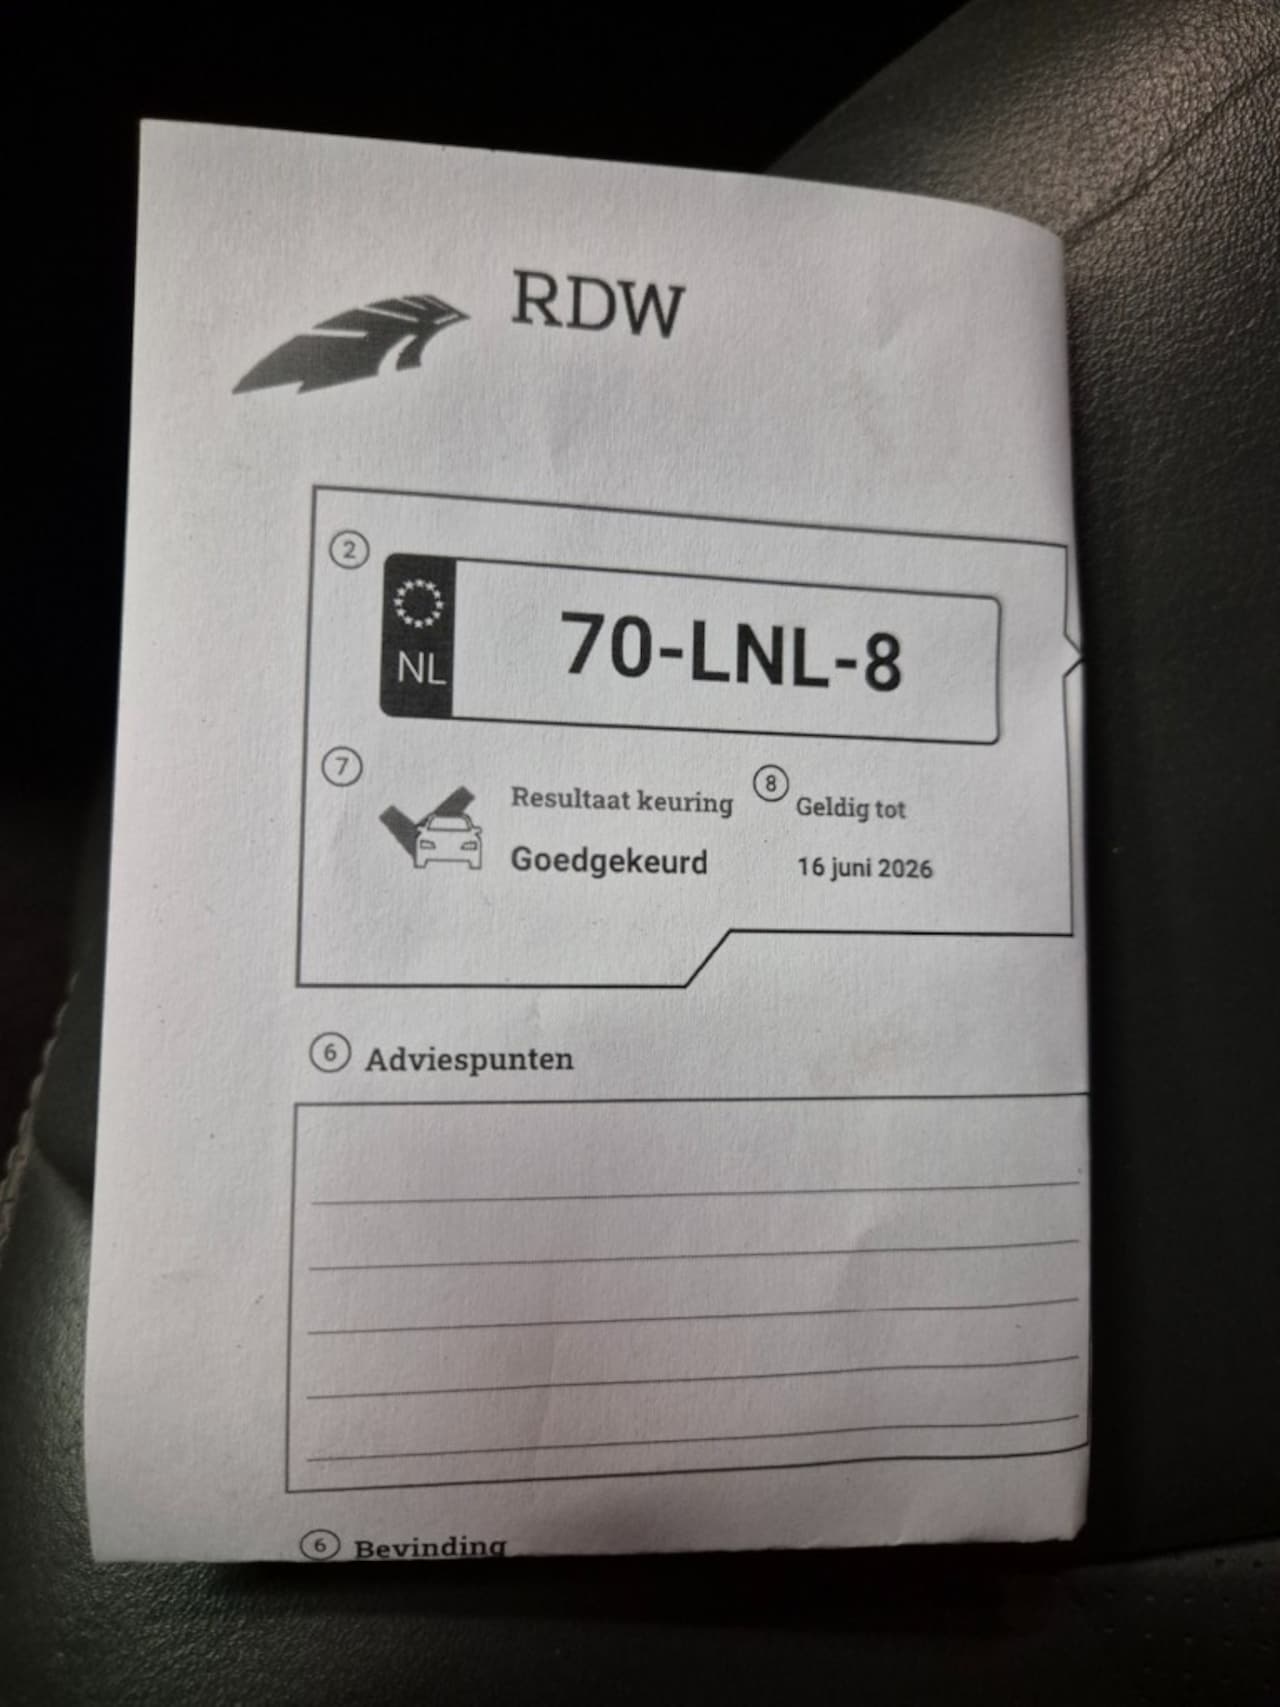 RDW
2
NL
70-LNL-8
7
Resultaat keuring
8
Geldig tot
Goedgekeurd
16 juni 2026
6 Adviespunten
6 Bevinding